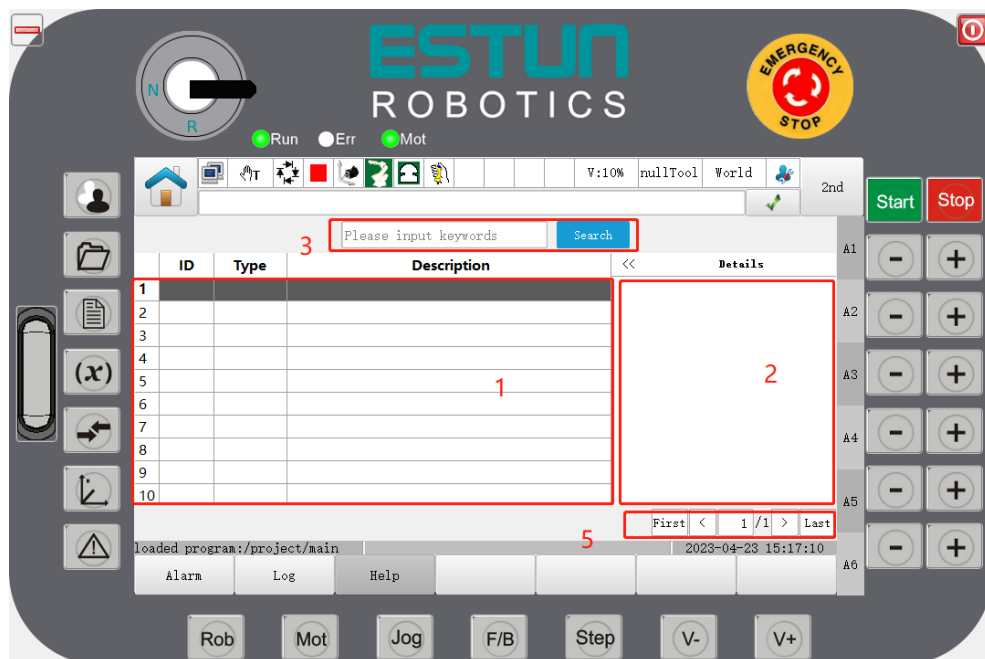 ESTUN
ROBOTICS
EMERGENCY
STOP
N
R
Run Err Mot
T V:10% nullTool World 2nd
Start Stop
3 Please input keywords Search
A1
ID Type Description << Details
1
2 A2
3
4 A3
5 1 2
6
7 A4
8
9
10 A5
(x)
First < 1 /1 > Last
5
loaded program:/project/main 2023-04-23 15:17:10
A6
Alarm Log Help
- +
- +
- +
- +
- +
- +
Rob Mot Jog F/B Step V- V+